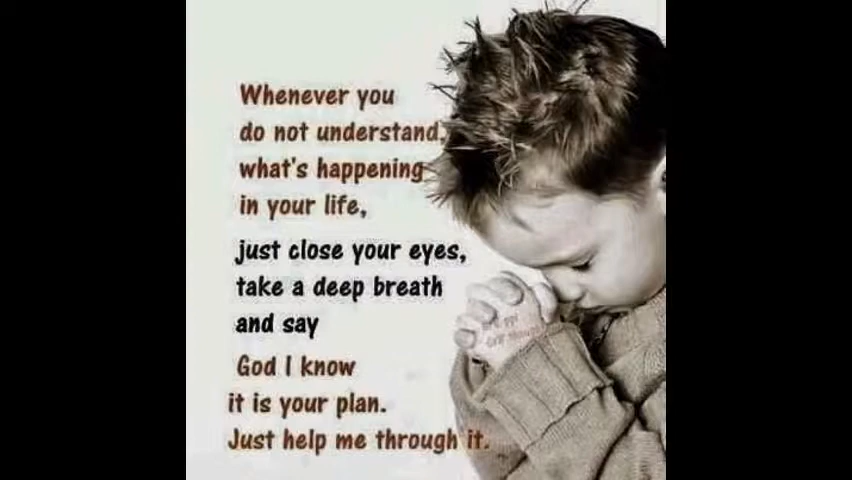 Whenever you
do not understand.
what's happening
in your life,
just close your eyes,
take a deep breath
and say
God I know
it is your plan.
Just help me through it.